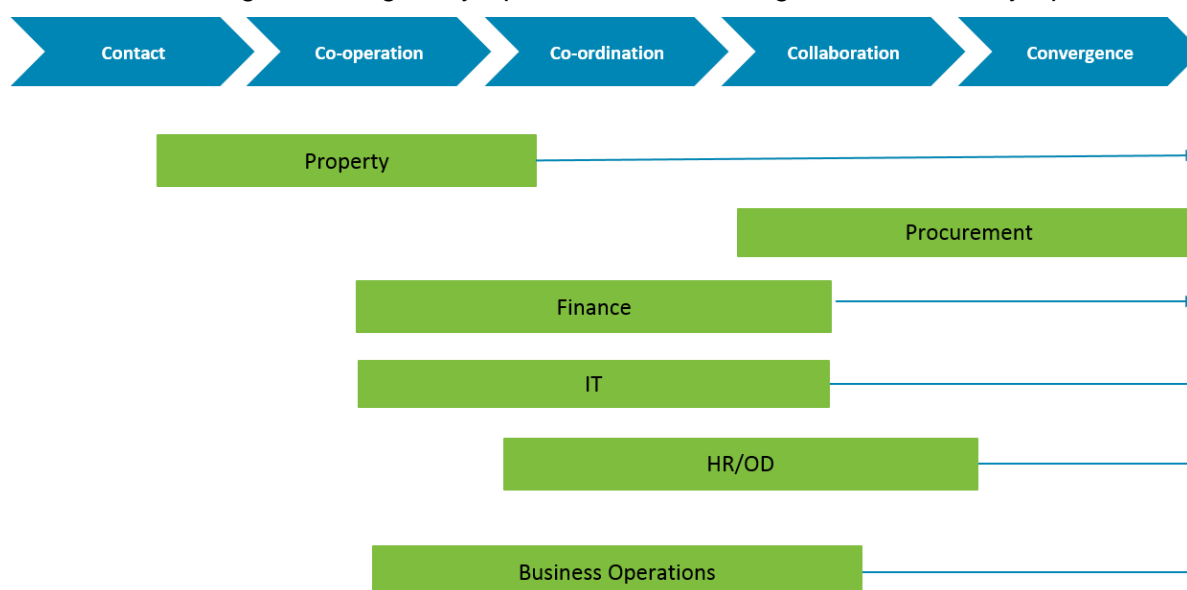 Contact
Co-operation
Co-ordination
Collaboration
Convergence
Property
Procurement
Finance
IT
HR/OD
Business Operations